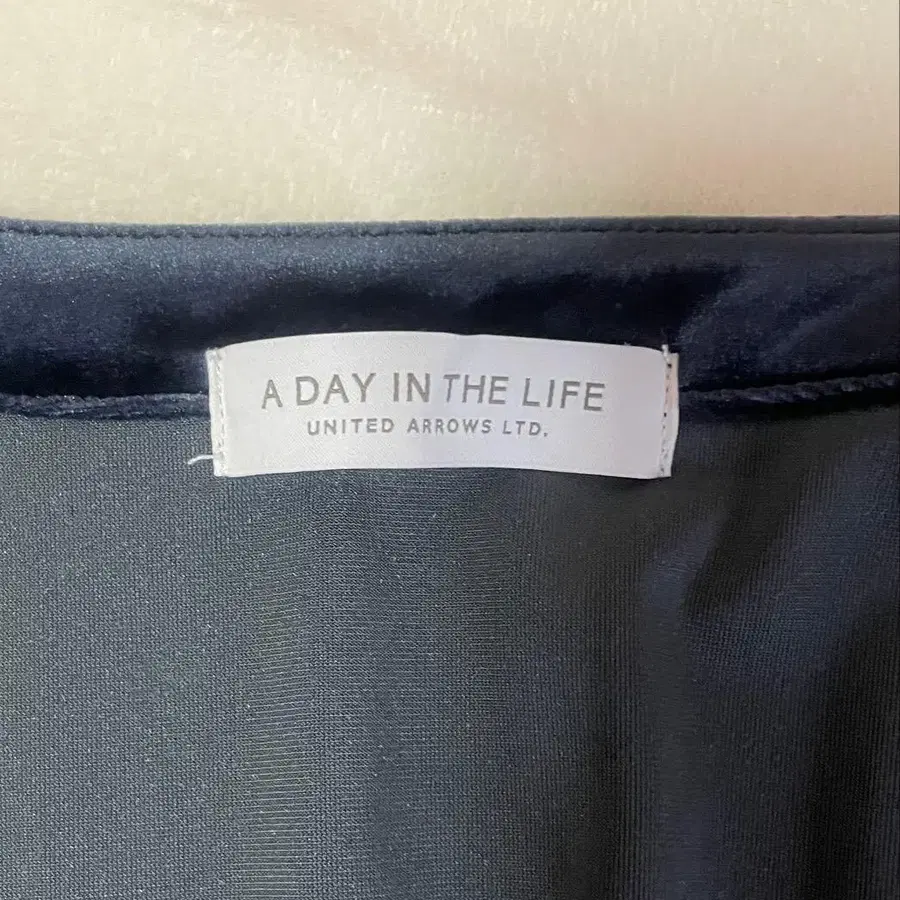 A DAY IN THE LIFE
UNITED ARROWS LTD.